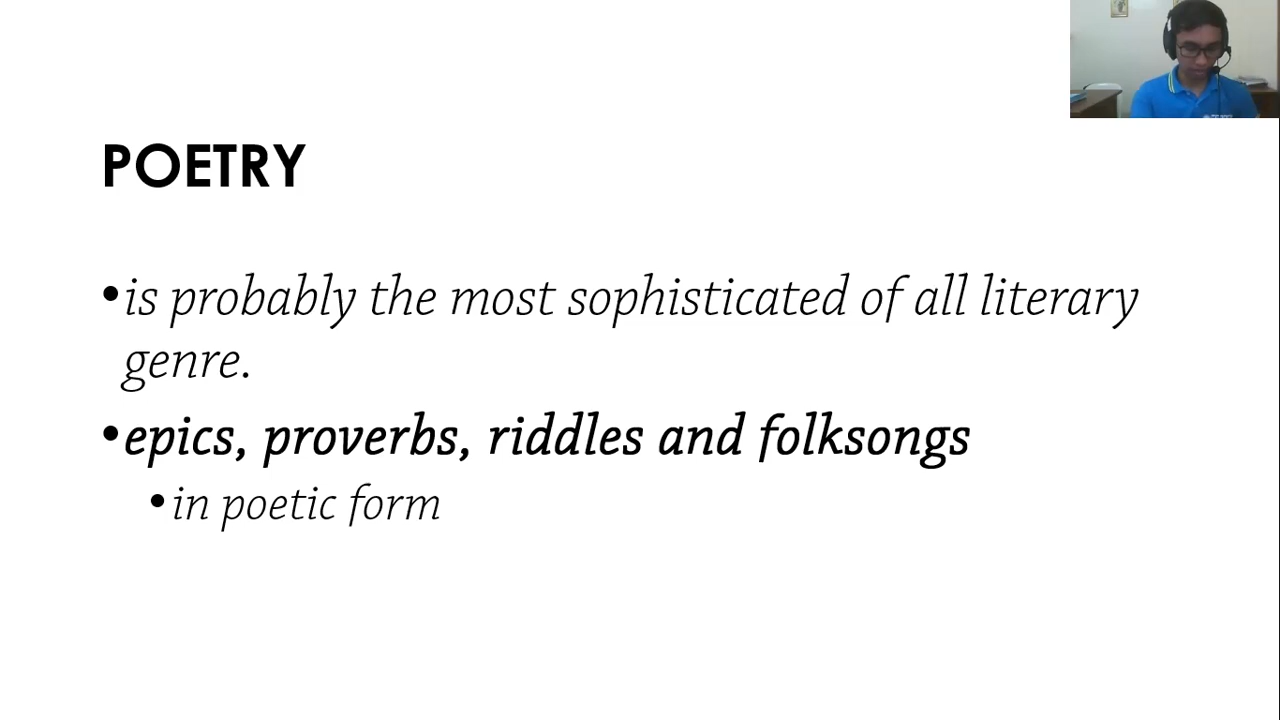 POETRY
•is probably the most sophisticated of all literary
genre.
•epics, proverbs, riddles and folksongs
•in poetic form